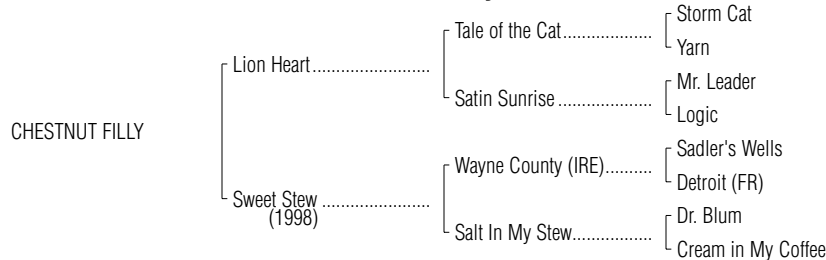 Storm Cat
Tale of the Cat....................
Yarn
Lion Heart..........................
Mr. Leader
Satin Sunrise.....................
Logic
CHESTNUT FILLY
Sadler's Wells
Wayne County (IRE)..........
Detroit (FR)
Sweet Stew ........................
(1998)
Dr. Blum
Salt In My Stew.................
Cream in My Coffee